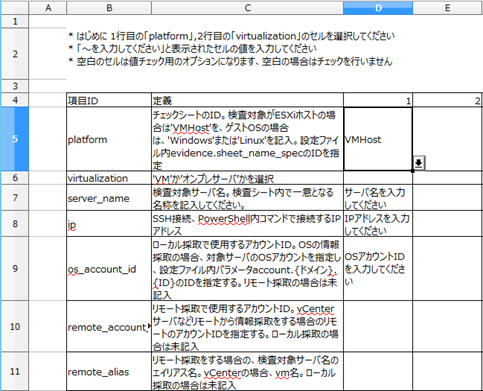 A B C D E
1
2
* はじめに 1行目の「platform」,2行目の「virtualization」のセルを選択してください
* 「～を入力してください」と表示されたセルの値を入力してください
* 空白のセルは値チェック用のオプションになります、空白の場合はチェックを行いません
3
4 項目ID 定義 1 2
5 platform
チェックシートのID。検査対象がESXiホストの場
合は'VMHost'を、ゲストOSの場合
は、'Windows'または'Linux'を記入。設定ファイ
ル内evidence.sheet_name_specのIDを指
定
VMHost
6 virtualization 'VM'か'オンプレサーバ'かを選択
7 server_name
検査対象サーバ名。検査シート内で一意となる
名称を記入してください。
サーバ名を入力
してください
8 ip
SSH接続、PowerShell内コマンドで接続するIP
アドレス
IPアドレスを入力
してください
9 os_account_id
ローカル採取で使用するアカウントID。OSの情報
採取の場合、対象サーバのOSアカウントを指定し
、設定ファイル内パラメータaccount.{ドメイン}.
{ID}のIDを指定する。リモート採取の場合は未
記入
OSアカウントID
を入力してくださ
い
10 remote_account_
リモート採取で使用するアカウントID。vCenter
サーバなどリモートから情報採取をする場合のリモ
ートのアカウントIDを指定する。ローカル採取の場
合は未記入
11 remote_alias
リモート採取をする場合の、検査対象サーバ名の
エイリアス名。vCenterの場合、vm名。ローカル
採取の場合は未記入